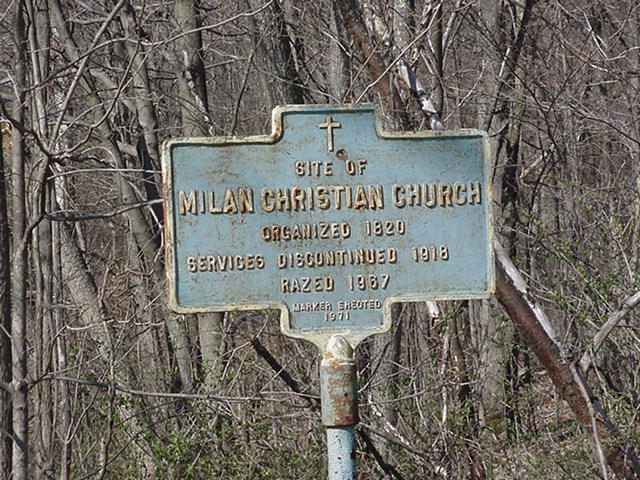 SITE OF
MILAN CHRISTIAN CHURCH
ORGANIZED 1820
SERVICES DISCONTINUED 1918
RAZED 1967
MARKER ERECTED
1971